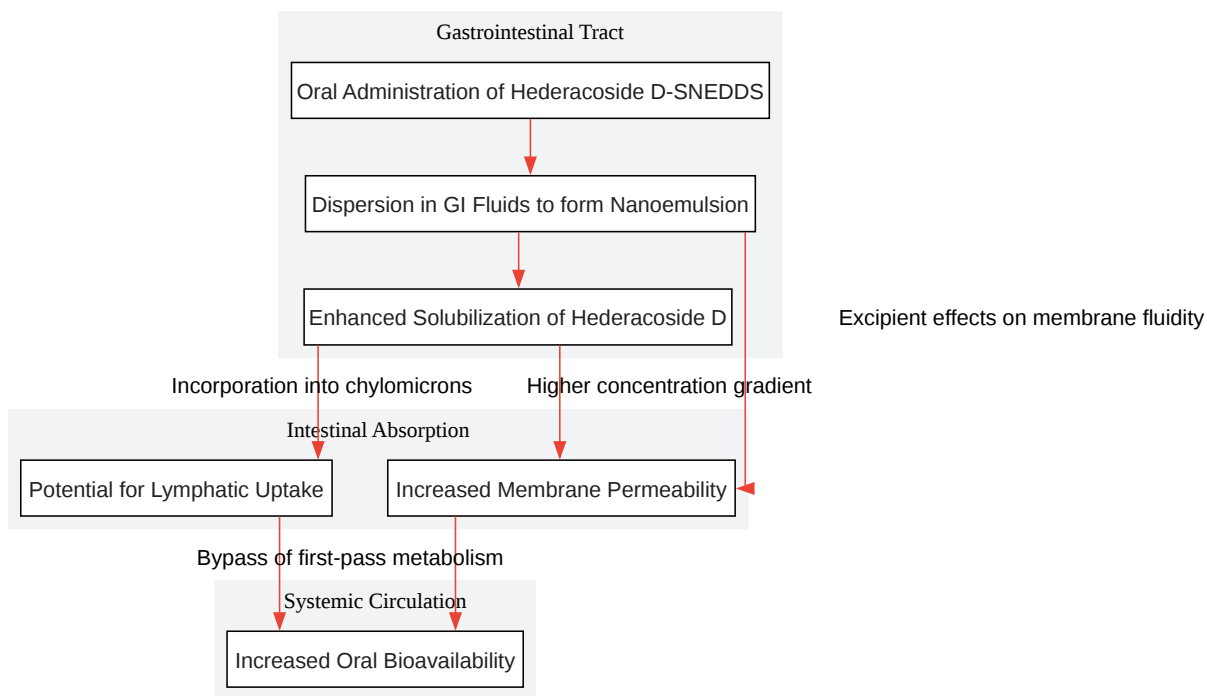 Gastrointestinal Tract
Oral Administration of Hederacoside D-SNEDDS
Dispersion in GI Fluids to form Nanoemulsion
Enhanced Solubilization of Hederacoside D
Excipient effects on membrane fluidity
Incorporation into chylomicrons
Higher concentration gradient
Intestinal Absorption
Potential for Lymphatic Uptake
Increased Membrane Permeability
Bypass of first-pass metabolism
Systemic Circulation
Increased Oral Bioavailability